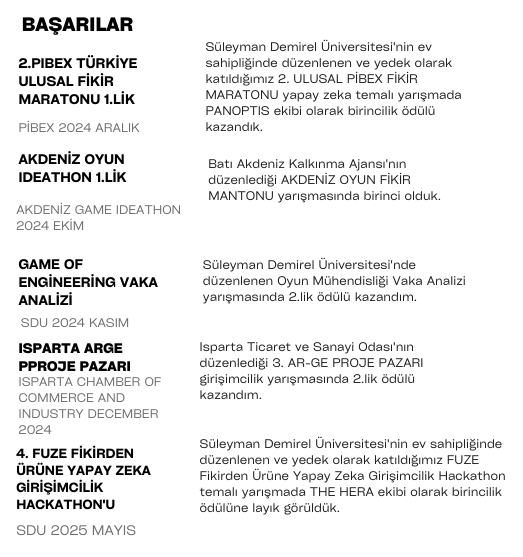 BAŞARILAR
2.PIBEX TÜRKİYE
ULUSAL FİKİR
MARATONU 1.LİK
PİBEX 2024 ARALIK
Süleyman Demirel Üniversitesi'nin ev
sahipliğinde düzenlenen ve yedek olarak
katıldığımız 2. ULUSAL PİBEX FİKİR
MARATONU yapay zeka temalı yarışmada
PANOPTIS ekibi olarak birincilik ödülü
kazandık.
AKDENİZ OYUN
IDEATHON 1.LİK
AKDENİZ GAME IDEATHON
2024 EKİM
Batı Akdeniz Kalkınma Ajansı'nın
düzenlediği AKDENİZ OYUN FİKİR
MANTONU yarışmasında birinci olduk.
GAME OF
ENGİNEERİNG VAKA
ANALİZİ
SDU 2024 KASIM
Süleyman Demirel Üniversitesi'nde
düzenlenen Oyun Mühendisliği Vaka Analizi
yarışmasında 2.lik ödülü kazandım.
ISPARTA ARGE
PPROJE PAZARI
ISPARTA CHAMBER OF
COMMERCE AND
INDUSTRY DECEMBER
2024
Isparta Ticaret ve Sanayi Odası'nın
düzenlediği 3. AR-GE PROJE PAZARI
girişimcilik yarışmasında 2.lik ödülü
kazandım.
4. FUZE FİKİRDEN
ÜRÜNE YAPAY ZEKA
GİRİŞİMCİLİK
HACKATHON'U
SDU 2025 MAYIS
Süleyman Demirel Üniversitesi'nin ev sahipliğinde
düzenlenen ve yedek olarak katıldığımız FUZE
Fikirden Ürüne Yapay Zeka Girişimcilik Hackathon
temalı yarışmada THE HERA ekibi olarak birincilik
ödülüne layık görüldük.